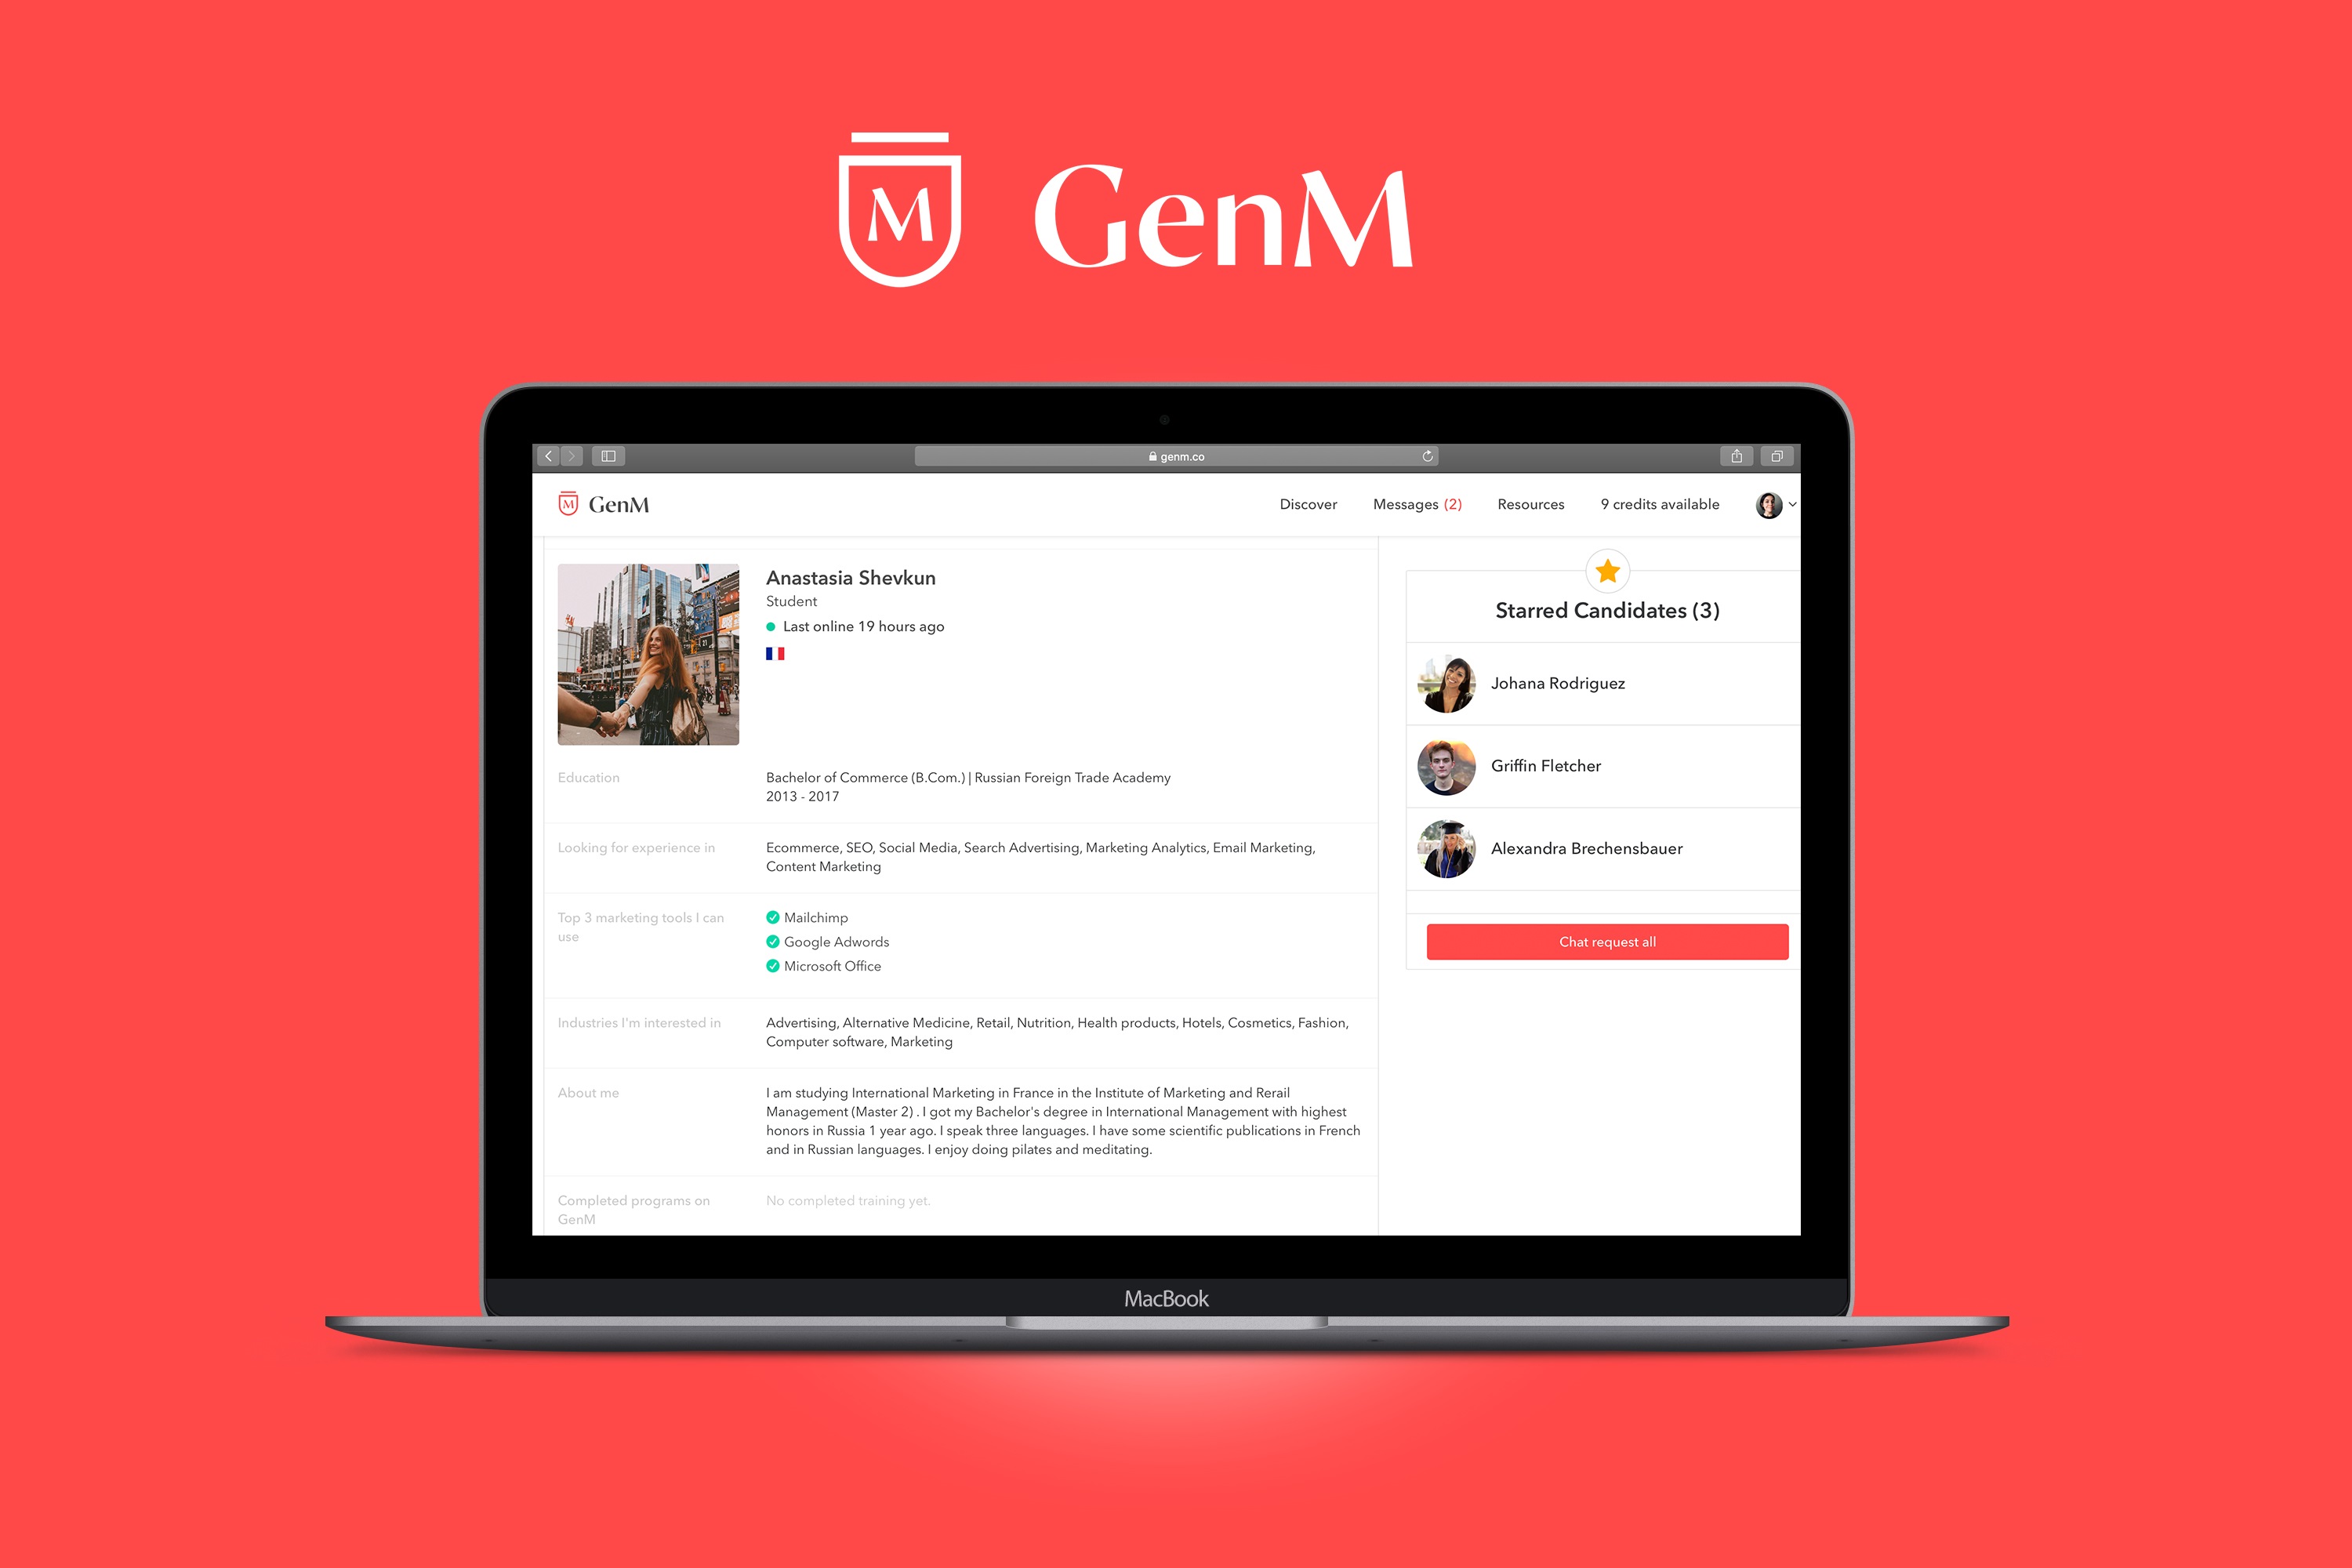 M
GenM
genm.co
M
GenM
Discover
Messages (2)
Resources
9 credits available
Anastasia Shevkun
Student
Last online 19 hours ago
Education
Bachelor of Commerce (B.Com.) | Russian Foreign Trade Academy
2013 - 2017
Looking for experience in
Ecommerce, SEO, Social Media, Search Advertising, Marketing Analytics, Email Marketing,
Content Marketing
Top 3 marketing tools I can
use
Mailchimp
Google Adwords
Microsoft Office
Industries I'm interested in
Advertising, Alternative Medicine, Retail, Nutrition, Health products, Hotels, Cosmetics, Fashion,
Computer software, Marketing
About me
I am studying International Marketing in France in the Institute of Marketing and Rerail
Management (Master 2) . I got my Bachelor's degree in International Management with highest
honors in Russia 1 year ago. I speak three languages. I have some scientific publications in French
and in Russian languages. I enjoy doing pilates and meditating.
Completed programs on
GenM
No completed training yet.
Starred Candidates (3)
Johana Rodriguez
Griffin Fletcher
Alexandra Brechensbauer
Chat request all
MacBook